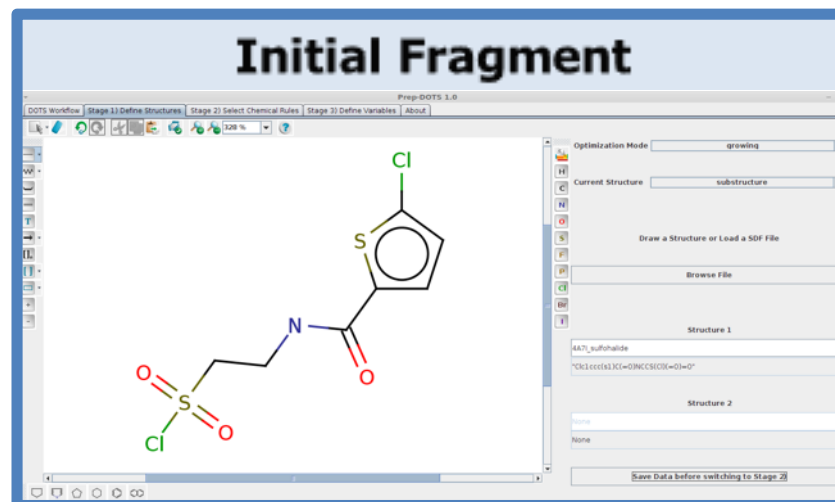 Initial Fragment
Prep-DOTS 1.0
DOTS Workflow Stage 1) Define Structures Stage 2) Select Chemical Rules Stage 3) Define Variables About
328 %
Optimization Mode growing
Current Structure substructure
Draw a Structure or Load a SDF File
Browse File
Structure 1
4A7I_sulfohalide
"Clc1ccc(s1)C(=O)NCCS(Cl)(=O)=O"
Structure 2
None
None
Save Data before switching to Stage 2)
Cl
S
N
O
O
S
O
Cl
T
H
C
N
O
S
F
P
Cl
Br
I